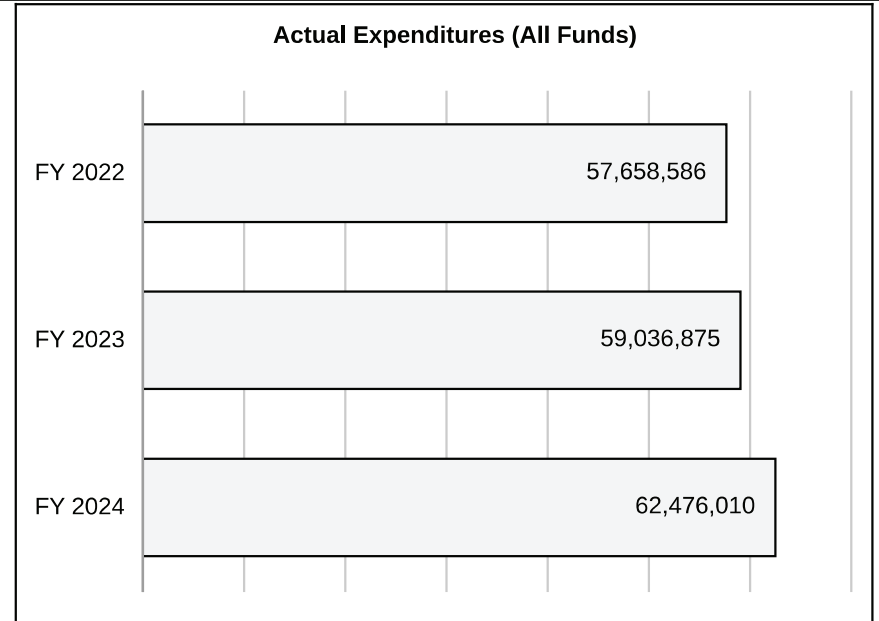 Actual Expenditures (All Funds)
FY 2022 57,658,586
FY 2023 59,036,875
FY 2024 62,476,010